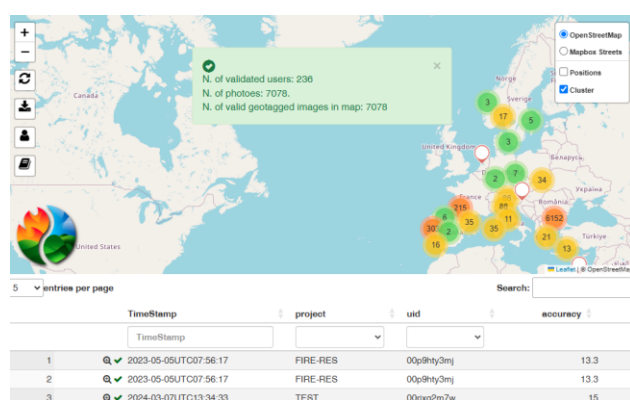 +
−
OpenStreetMap
Mapbox Streets
Positions
Cluster
×
N. of validated users: 236
N. of photoes: 7078.
N. of valid geotagged images in map: 7078
Canada
Norge
Sverige
3
17
5
3
United Kingdom
Беларусь
2
7
34
Україна
France
România
215
6
35
11
6152
2
35
21
Türkiye
16
13
United States
Leaflet | © OpenStreetMa
5 entries per page
Search:
TimeStamp project uid accuracy
TimeStamp
1 2023-05-05UTC07:56:17 FIRE-RES 00p9hty3mj 13.3
2 2023-05-05UTC07:56:17 FIRE-RES 00p9hty3mj 13.3
3 2024-03-07UTC13:34:33 TEST 15